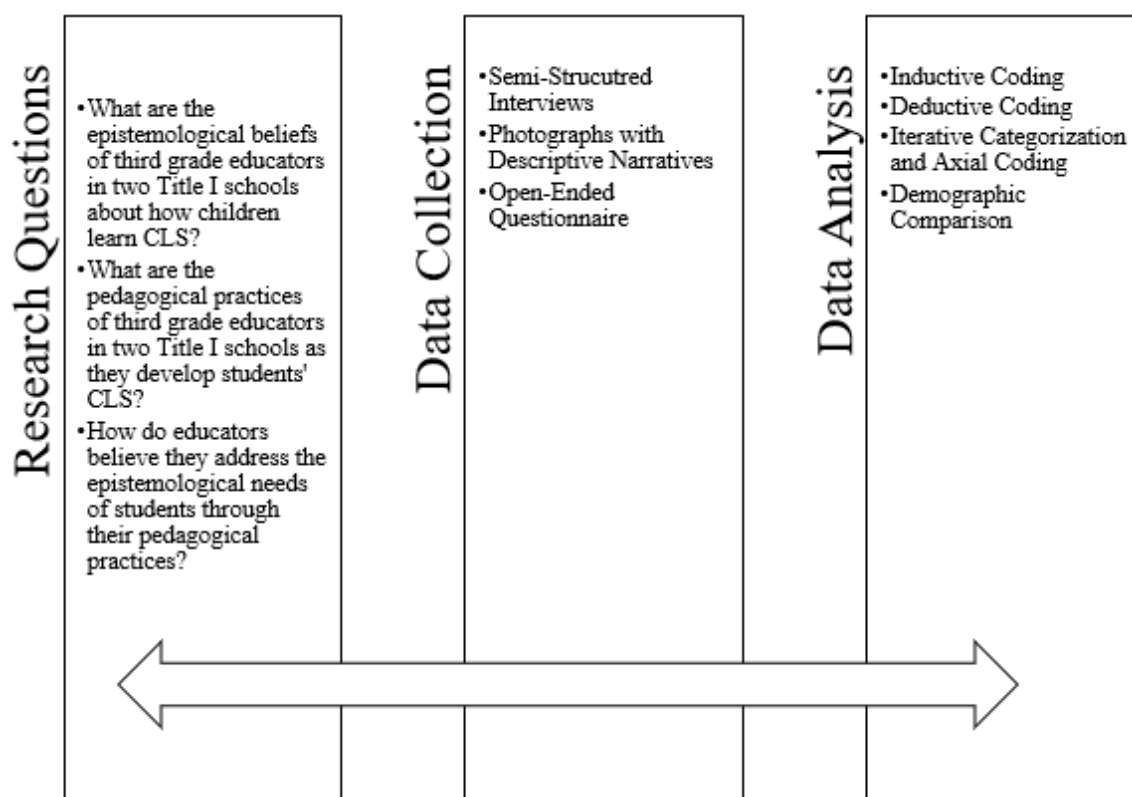 Research Questions
•What are the
epistemological beliefs
of third grade educators
in two Title I schools
about how children
learn CLS?
•What are the
pedagogical practices
of third grade educators
in two Title I schools as
they develop students'
CLS?
•How do educators
believe they address the
epistemological needs
of students through
their pedagogical
practices?
Data Collection
•Semi-Strucutred
Interviews
•Photographs with
Descriptive Narratives
•Open-Ended
Questionnaire
Data Analysis
•Inductive Coding
•Deductive Coding
•Iterative Categorization
and Axial Coding
•Demographic
Comparison